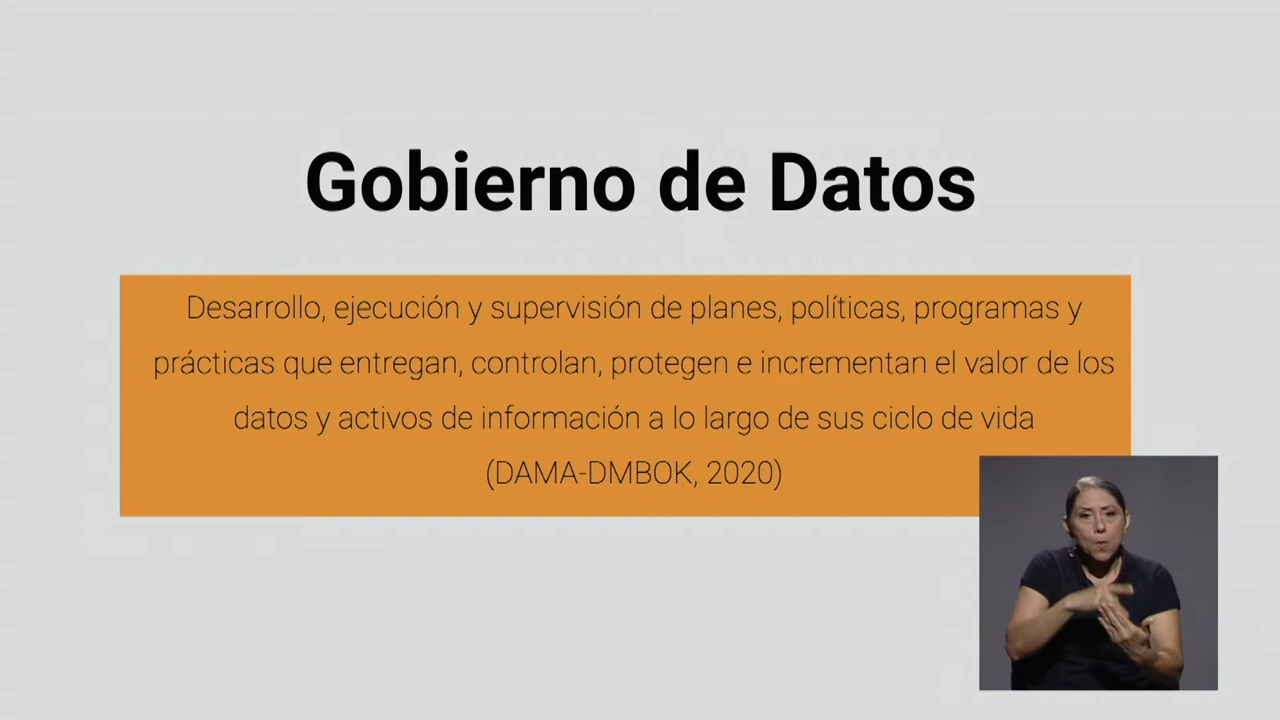 Gobierno de Datos
Desarrollo, ejecución y supervisión de planes, políticas, programas y
prácticas que entregan, controlan, protegen e incrementan el valor de los
datos y activos de información a lo largo de sus ciclo de vida
(DAMA-DMBOK, 2020)